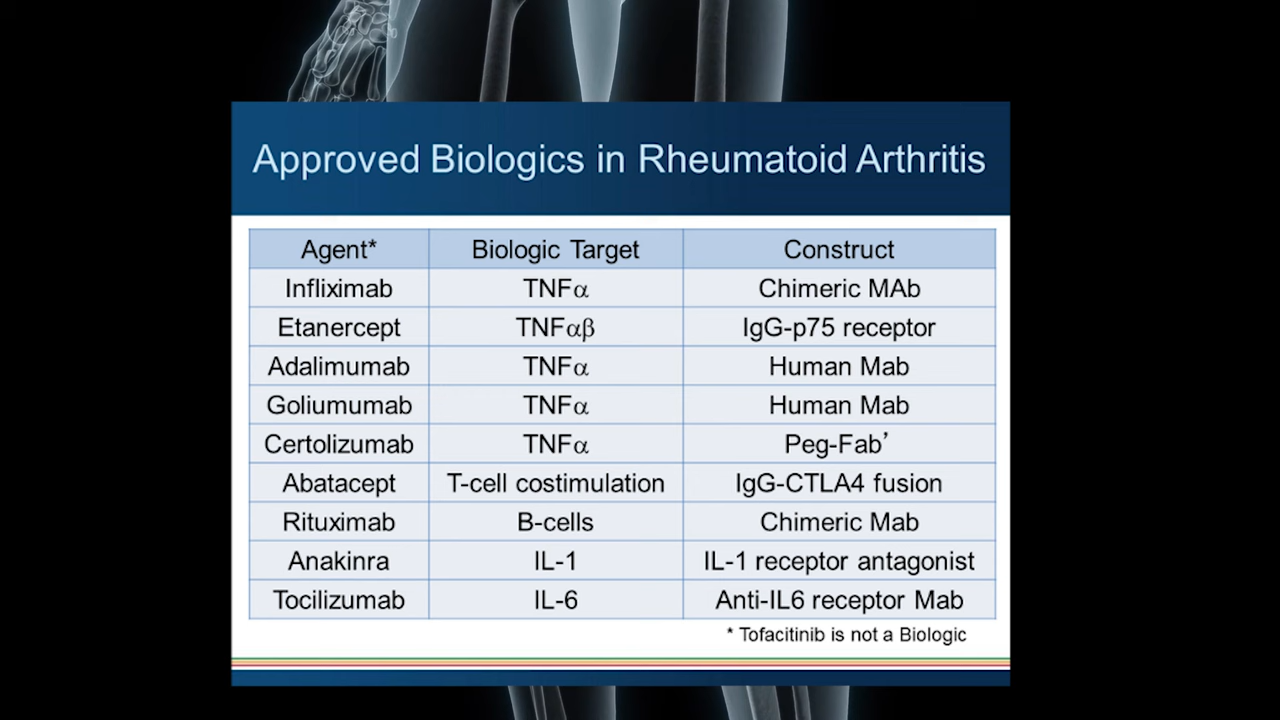 Approved Biologics in Rheumatoid Arthritis
Agent* Biologic Target Construct
Infliximab TNFα Chimeric MAb
Etanercept TNFαβ IgG-p75 receptor
Adalimumab TNFα Human Mab
Goliumumab TNFα Human Mab
Certolizumab TNFα Peg-Fab’
Abatacept T-cell costimulation IgG-CTLA4 fusion
Rituximab B-cells Chimeric Mab
Anakinra IL-1 IL-1 receptor antagonist
Tocilizumab IL-6 Anti-IL6 receptor Mab
* Tofacitinib is not a Biologic